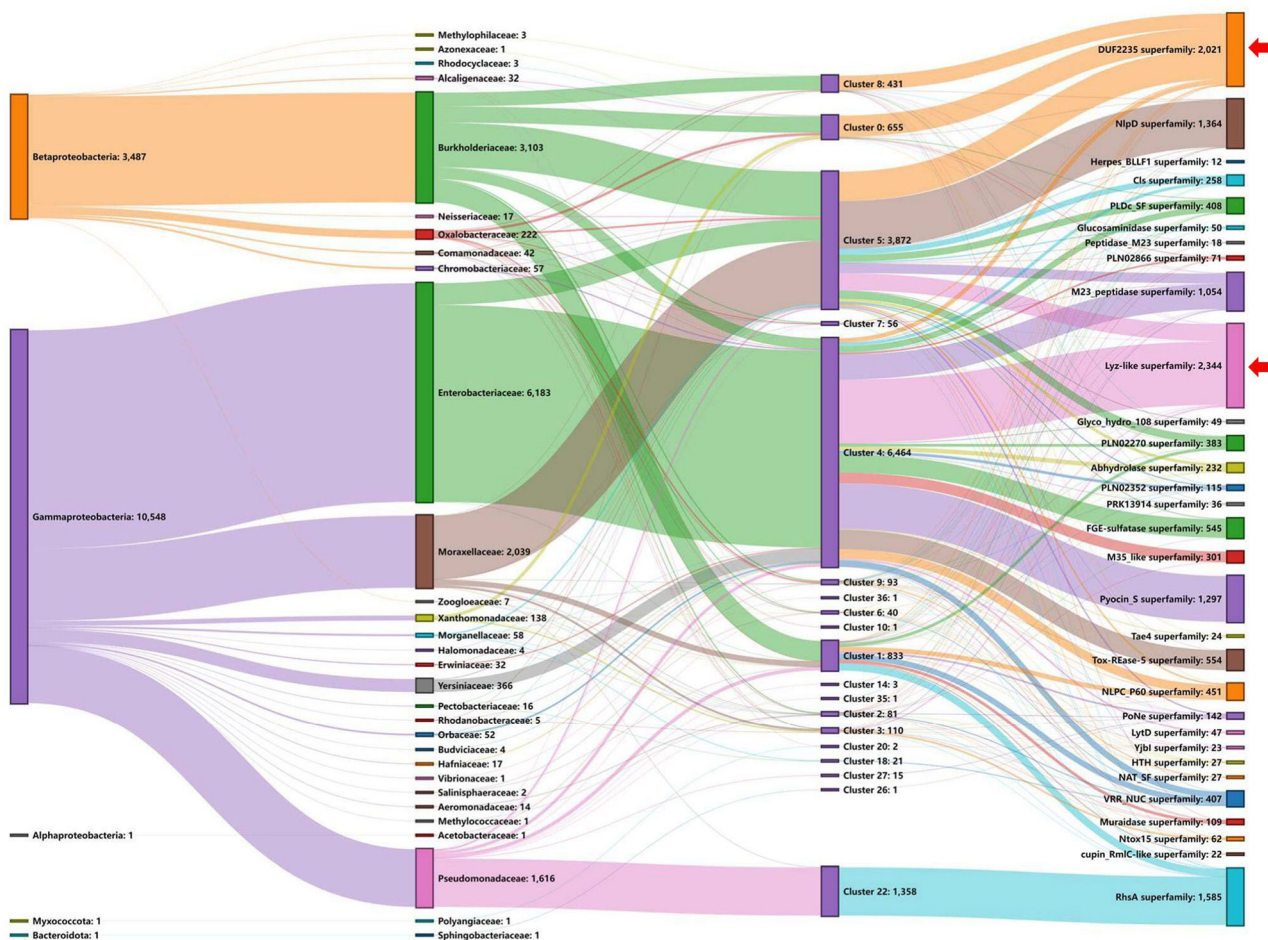 Betaproteobacteria: 3,487
Gammaproteobacteria: 10,548
Alphaproteobacteria: 1
Myxococcota: 1
Bacteroidota: 1
Methylophilaceae: 3
Azonexaceae: 1
Rhodocyclaceae: 3
Alcaligenaceae: 32
Burkholderiaceae: 3,103
Neisseriaceae: 17
Oxalobacteraceae: 222
Comamonadaceae: 42
Chromobacteriaceae: 57
Enterobacteriaceae: 6,183
Moraxellaceae: 2,039
Zoogloeaceae: 7
Xanthomonadaceae: 138
Morganellaceae: 58
Halomonadaceae: 4
Erwiniaceae: 32
Yersiniaceae: 366
Pectobacteriaceae: 16
Rhodanobacteraceae: 5
Orbaceae: 52
Budviciaceae: 4
Hafniaceae: 17
Vibrionaceae: 1
Salinisphaeraceae: 2
Aeromonadaceae: 14
Methylococcaceae: 1
Acetobacteraceae: 1
Pseudomonadaceae: 1,616
Polyangiaceae: 1
Sphingobacteriaceae: 1
Cluster 8: 431
Cluster 0: 655
Cluster 5: 3,872
Cluster 7: 56
Cluster 4: 6,464
Cluster 9: 93
Cluster 36: 1
Cluster 6: 40
Cluster 10: 1
Cluster 1: 833
Cluster 14: 3
Cluster 35: 1
Cluster 2: 81
Cluster 3: 110
Cluster 20: 2
Cluster 18: 21
Cluster 27: 15
Cluster 26: 1
Cluster 22: 1,358
DUF2235 superfamily: 2,021
NlpD superfamily: 1,364
Herpes_BLLF1 superfamily: 12
Cls superfamily: 258
PLDc_SF superfamily: 408
Glucosaminidase superfamily: 50
Peptidase_M23 superfamily: 18
PLN02866 superfamily: 71
M23_peptidase superfamily: 1,054
Lyz-like superfamily: 2,344
Glyco_hydro_108 superfamily: 49
PLN02270 superfamily: 383
Abhydrolase superfamily: 232
PLN02352 superfamily: 115
PRK13914 superfamily: 36
FGE-sulfatase superfamily: 545
M35_like superfamily: 301
Pyocin_S superfamily: 1,297
Tae4 superfamily: 24
Tox-REase-5 superfamily: 554
NLPC_P60 superfamily: 451
PoNe superfamily: 142
LytD superfamily: 47
YjbI superfamily: 23
HTH superfamily: 27
NAT_SF superfamily: 27
VRR_NUC superfamily: 407
Muraidase superfamily: 109
Ntox15 superfamily: 62
cupin_RmlC-like superfamily: 22
RhsA superfamily: 1,585